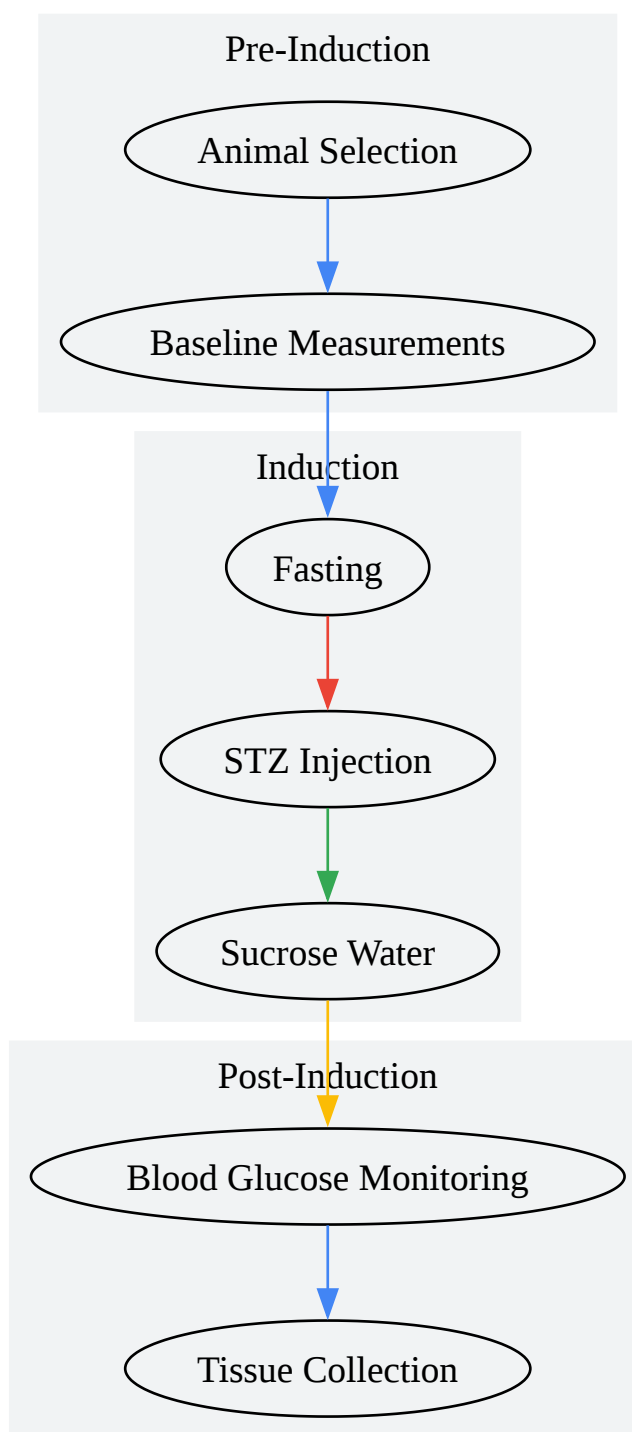 Pre-Induction
Animal Selection
Baseline Measurements
Induction
Fasting
STZ Injection
Sucrose Water
Post-Induction
Blood Glucose Monitoring
Tissue Collection